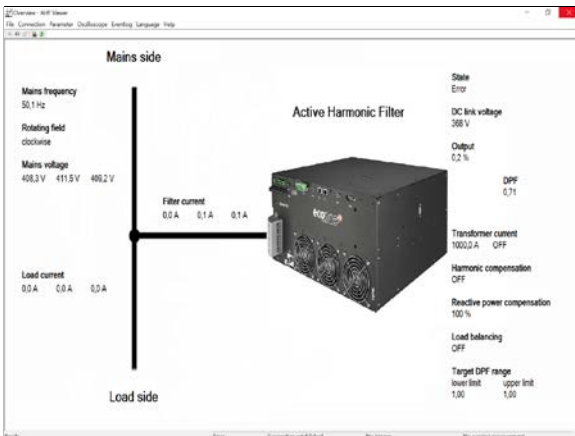 Overview - AHF Viewer
File Connection Parameter Oscilloscope Eventlog Language Help
Mains side
Mains frequency
50,1 Hz
Rotating field
clockwise
Mains voltage
408,3 V 411,5 V 409,2 V
Filter current
0,0 A 0,1 A 0,1 A
Load current
0,0 A 0,0 A 0,0 A
Load side
Active Harmonic Filter
State
Error
DC link voltage
368 V
Output
0,2 %
DPF
0,71
Transformer current
1000,0 A OFF
Harmonic compensation
OFF
Reactive power compensation
100 %
Load balancing
OFF
Target DPF range
lower limit upper limit
1,00 1,00